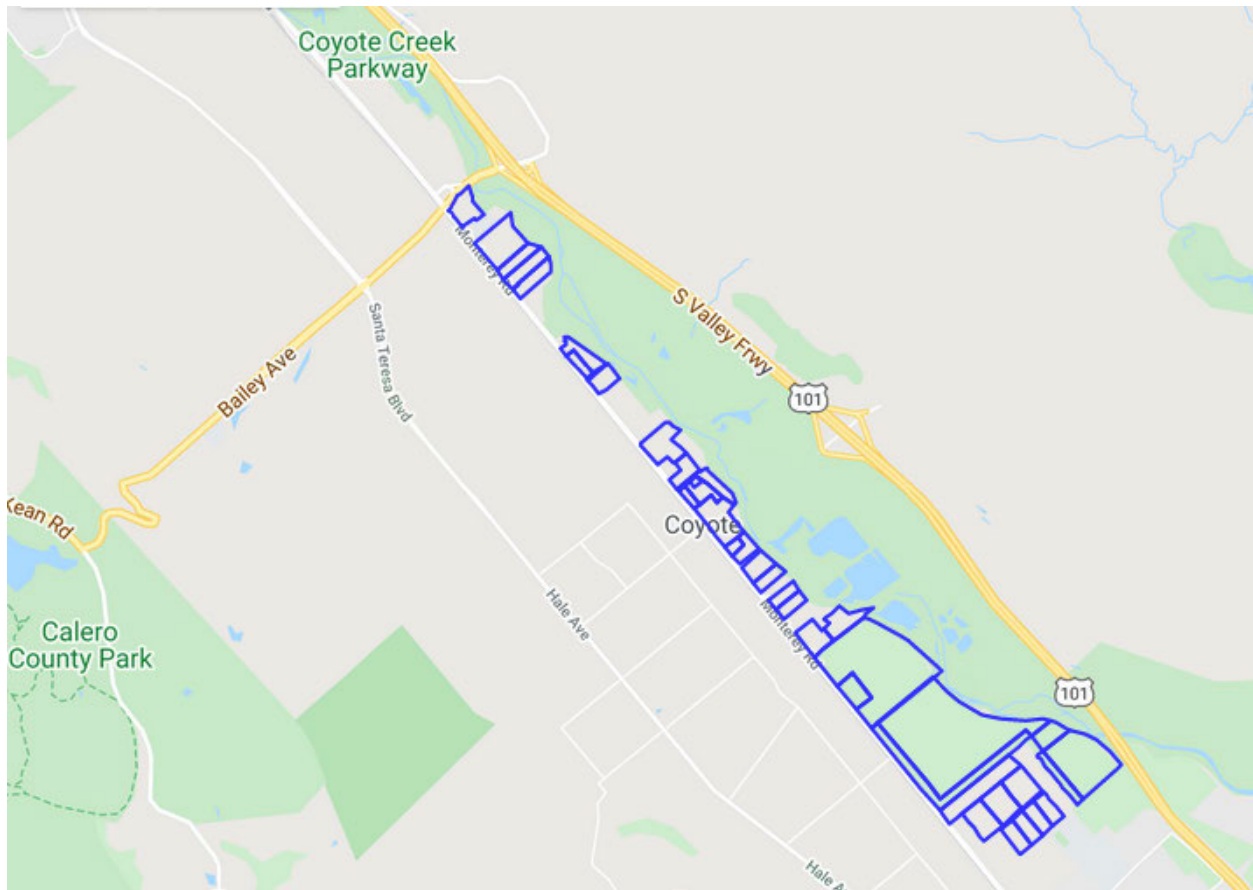 Coyote Creek
Parkway
Monterey Rd
S Valley Frwy
Santa Teresa Blvd
Bailey Ave
101
Kean Rd
Coyote
Hale Ave
Monterey Rd
Calero
County Park
101
Hale A